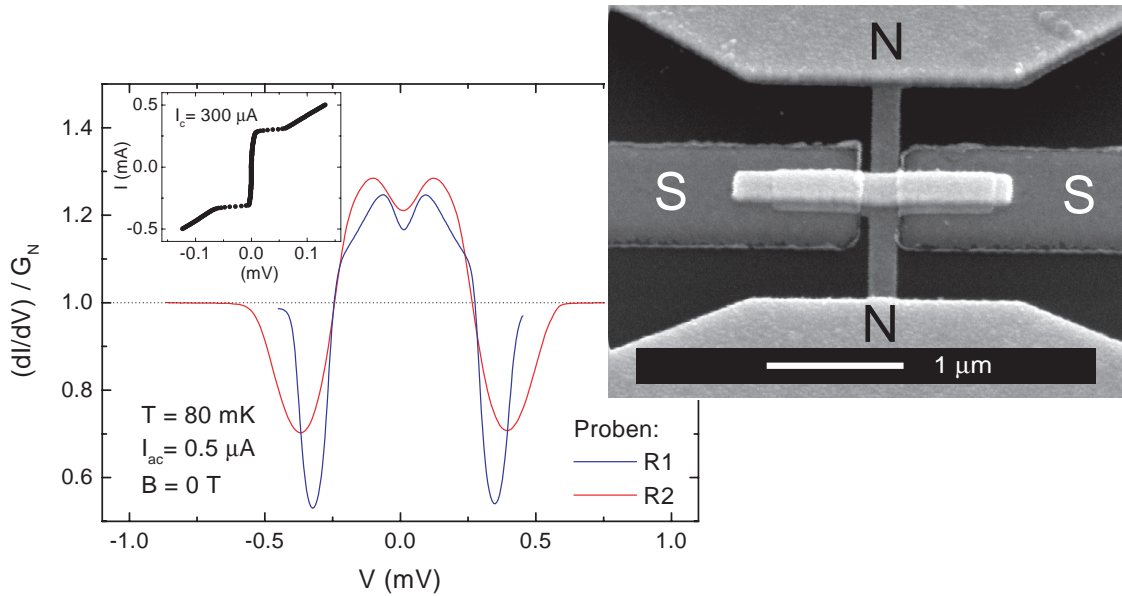 (dI/dV) / G_N
1.4
1.2
1.0
0.8
0.6
I_c= 300 μA
I (mA)
0.5
0.0
-0.5
-0.1 0.0 0.1
(mV)
T = 80 mK
I_ac= 0.5 μA
B = 0 T
Proben:
R1
R2
-1.0 -0.5 0.0 0.5 1.0
V (mV)
N
S S
N
1 μm